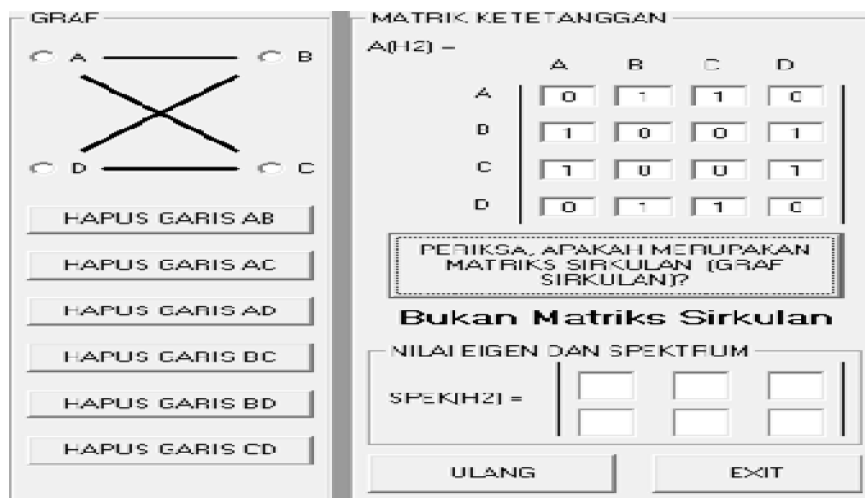 GRAF
A B
D C
HAPUS GARIS AB
HAPUS GARIS AC
HAPUS GARIS AD
HAPUS GARIS BC
HAPUS GARIS BD
HAPUS GARIS CD
MATRIK KETETANGGAN
A(H2) =
A B C D
A 0 1 1 0
B 1 0 0 1
C 1 0 0 1
D 0 1 1 0
PERIKSA, APAKAH MERUPAKAN
MATRIKS SIRKULAN (GRAF
SIRKULAN)?
Bukan Matriks Sirkulan
NILAI EIGEN DAN SPEKTRUM
SPEK(H2) =
ULANG EXIT